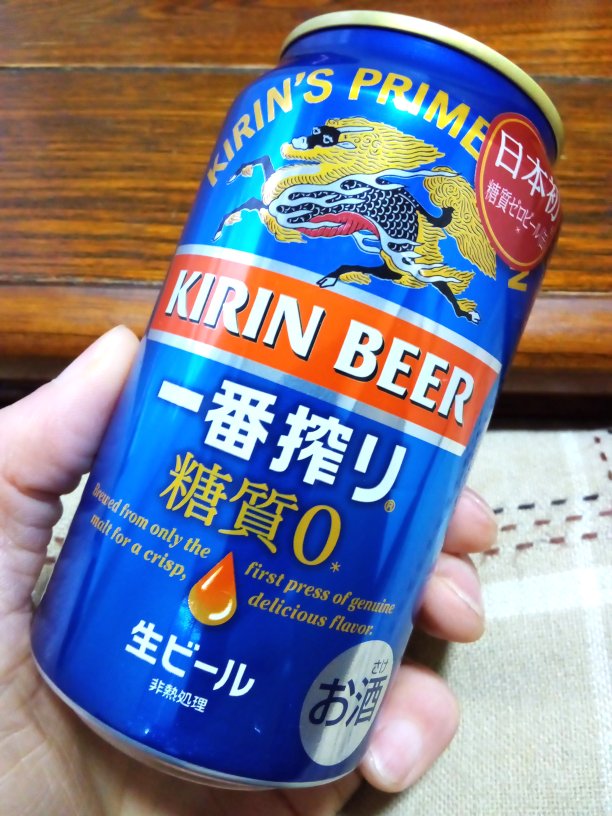 KIRIN'S PRIME
日本初
糖質ゼロビール
KIRIN BEER
一番搾り®
糖質0*
Brewed from only the
malt for a crisp,
first press of genuine
delicious flavor.
生ビール
非熱処理
さけ
お酒